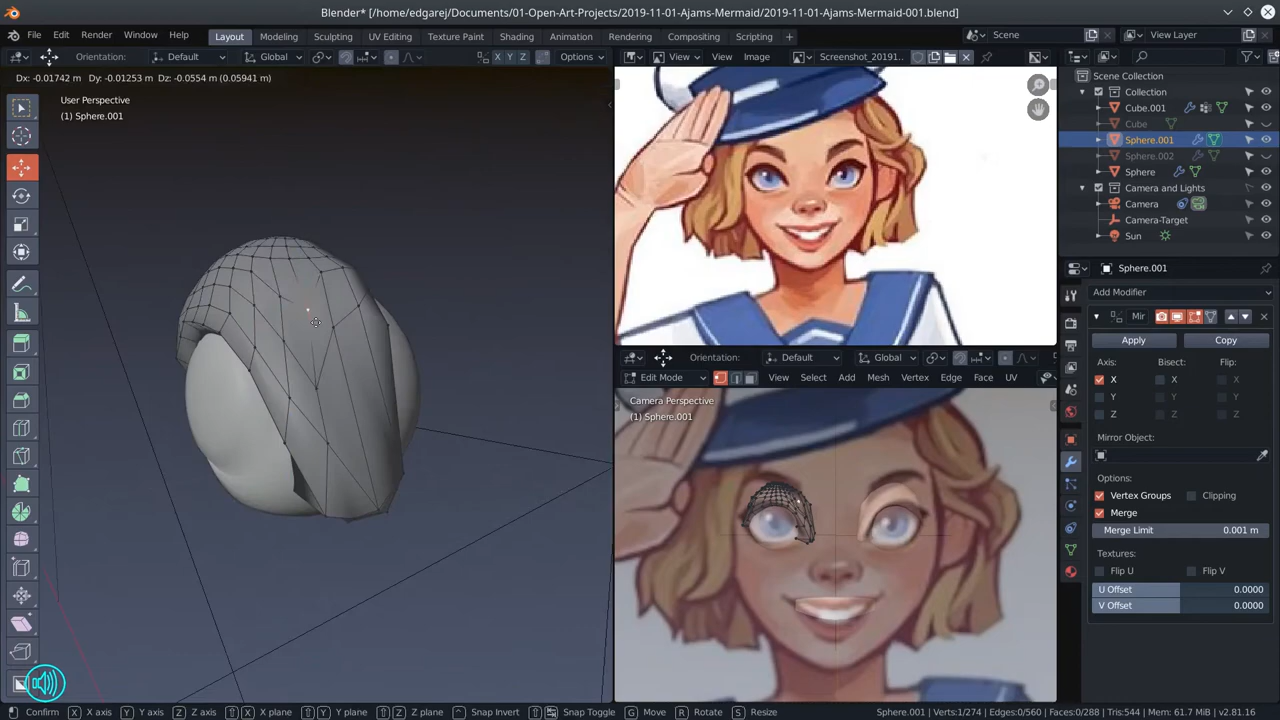 Blender* [/home/edgarej/Documents/01-Open-Art-Projects/2019-11-01-Ajams-Mermaid/2019-11-01-Ajams-Mermaid-001.blend]
File Edit Render Window Help Layout Modeling Sculpting UV Editing Texture Paint Shading Animation Rendering Compositing Scripting + Scene View Layer
Orientation: Default Global X Y Z Options
View View Image Screenshot_20191..
Dx: -0.01742 m Dy: -0.01253 m Dz: -0.0554 m (0.05941 m)
User Perspective
(1) Sphere.001
Scene Collection
Collection
Cube.001
Cube
Sphere.001
Sphere.002
Sphere
Camera and Lights
Camera
Camera-Target
Sun
Sphere.001
Add Modifier
Mir
Apply Copy
Axis: Bisect: Flip:
X X X
Y Y Y
Z Z Z
Mirror Object:
Options:
Vertex Groups Clipping
Merge
Merge Limit 0.001 m
Textures:
Flip U Flip V
U Offset 0.0000
V Offset 0.0000
Orientation: Default Global
Edit Mode View Select Add Mesh Vertex Edge Face UV
Camera Perspective
(1) Sphere.001
Confirm X X axis Y Y axis Z Z axis X X plane Y Y plane Z Z plane Snap Invert Snap Toggle G Move R Rotate S Resize
Sphere.001 | Verts:1/274 | Edges:0/560 | Faces:0/288 | Tris:544 | Mem: 61.7 MiB | v2.81.16